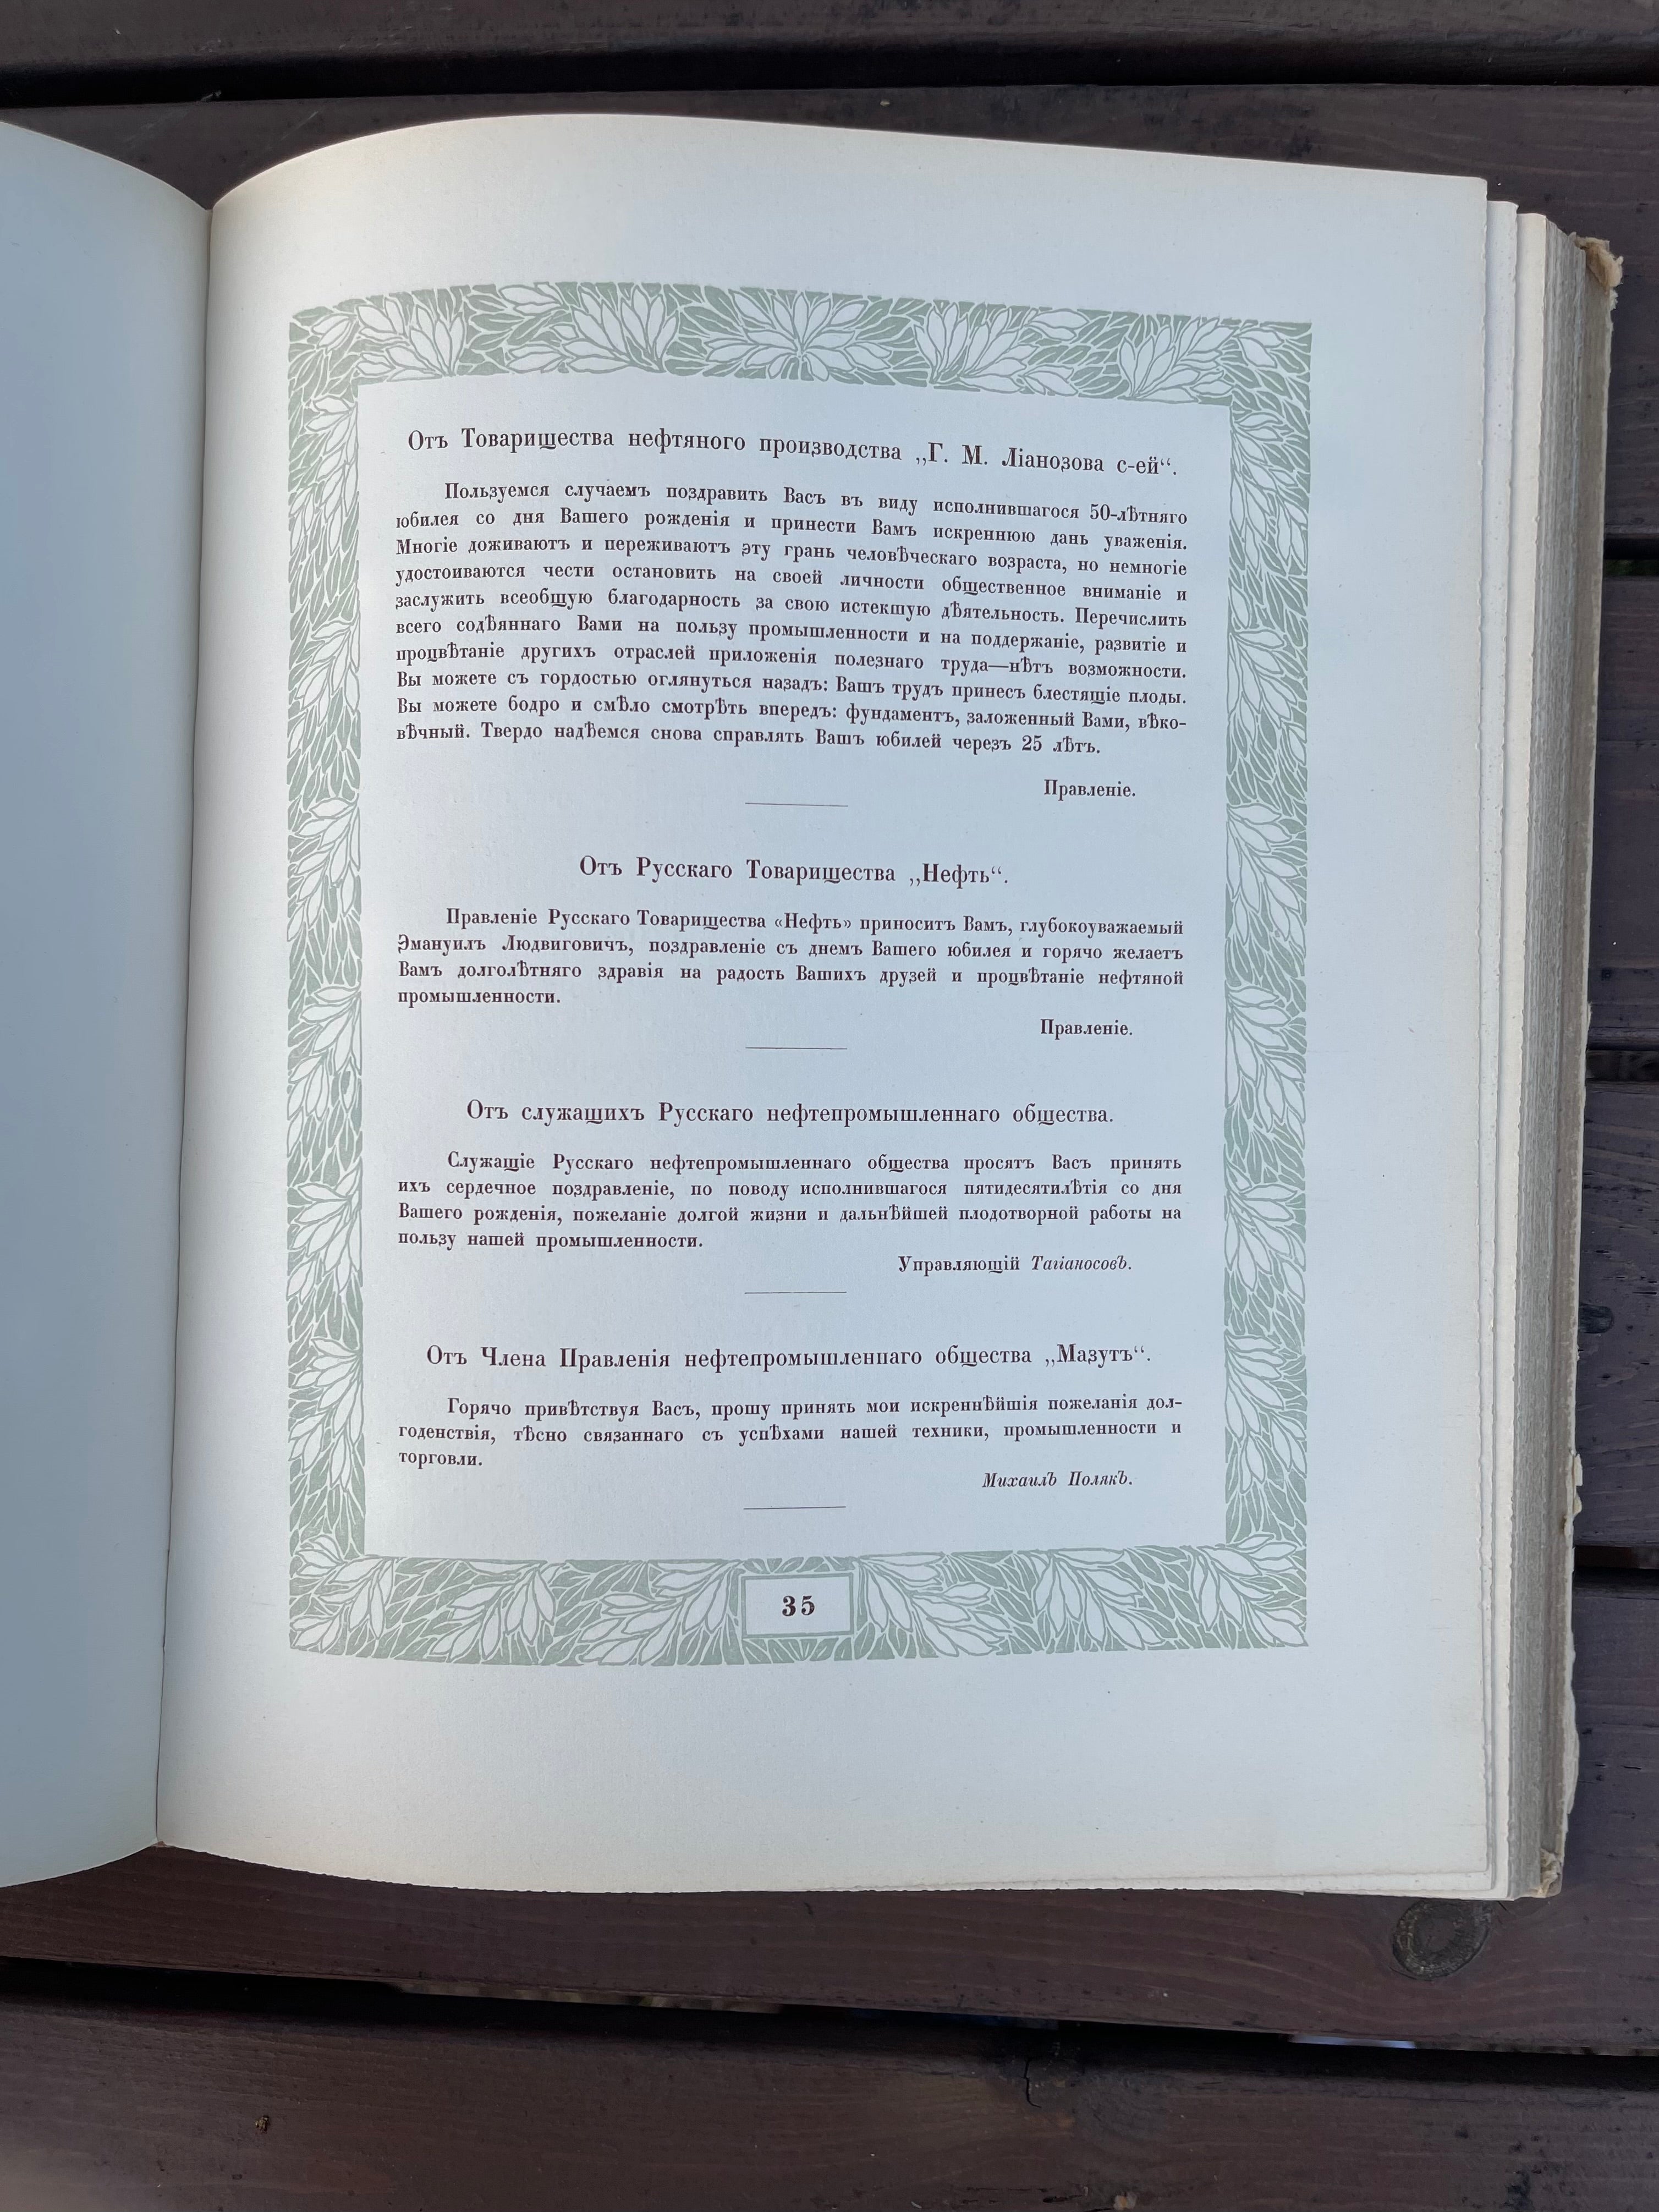 Отъ Товарищества нефтяного производства „Г. М. Ліанозова с-ей“.
Пользуемся случаемъ поздравить Васъ въ виду исполнившагося 50-лѣтняго
юбилея со дня Вашего рожденія и принести Вамъ искреннюю дань уваженія.
Многіе доживаютъ и переживаютъ эту грань человѣческаго возраста, но немногіе
удостоиваются чести остановить на своей личности общественное вниманіе и
заслужить всеобщую благодарность за свою истекшую дѣятельность. Перечислить
всего содѣяннаго Вами на пользу промышленности и на поддержаніе, развитіе и
процвѣтаніе другихъ отраслей приложенія полезнаго труда—нѣтъ возможности.
Вы можете съ гордостью оглянуться назадъ: Вашъ трудъ принесъ блестящіе плоды.
Вы можете бодро и смѣло смотрѣть впередъ: фундаментъ, заложенный Вами, вѣко-
вѣчный. Твердо надѣемся снова справлять Вашъ юбилей черезъ 25 лѣтъ.
Правленіе.
Отъ Русскаго Товарищества „Нефть“.
Правленіе Русскаго Товарищества «Нефть» приноситъ Вамъ, глубокоуважаемый
Эмануилъ Людвиговичъ, поздравленіе съ днемъ Вашего юбилея и горячо желаетъ
Вамъ долголѣтняго здравія на радость Вашихъ друзей и процвѣтаніе нефтяной
промышленности.
Правленіе.
Отъ служащихъ Русскаго нефтепромышленнаго общества.
Служащіе Русскаго нефтепромышленнаго общества просятъ Васъ принять
ихъ сердечное поздравленіе, по поводу исполнившагося пятидесятилѣтія со дня
Вашего рожденія, пожеланіе долгой жизни и дальнѣйшей плодотворной работы на
пользу нашей промышленности.
Управляющій Тагіаносовъ.
Отъ Члена Правленія нефтепромышленнаго общества „Мазутъ“.
Горячо привѣтствуя Васъ, прошу принять мои искреннѣйшія пожеланія дол-
годенствія, тѣсно связаннаго съ успѣхами нашей техники, промышленности и
торговли.
Михаилъ Полякъ.
35